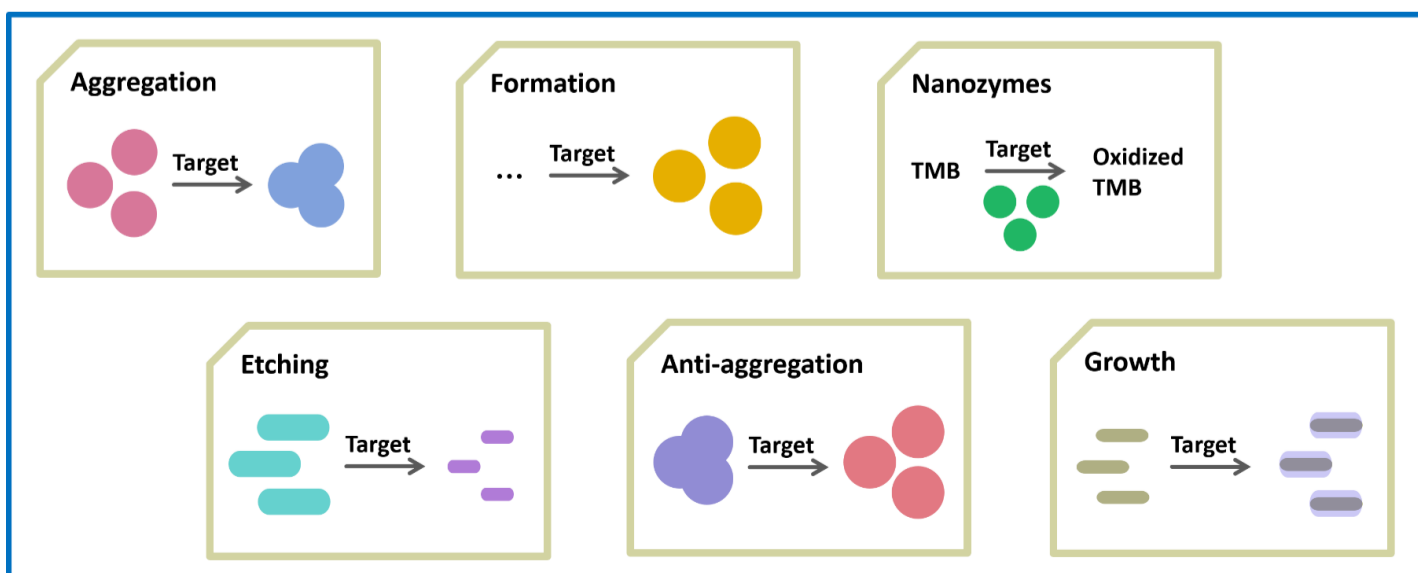 Aggregation
Target
Formation
...
Target
Nanozymes
TMB
Target
Oxidized
TMB
Etching
Target
Anti-aggregation
Target
Growth
Target